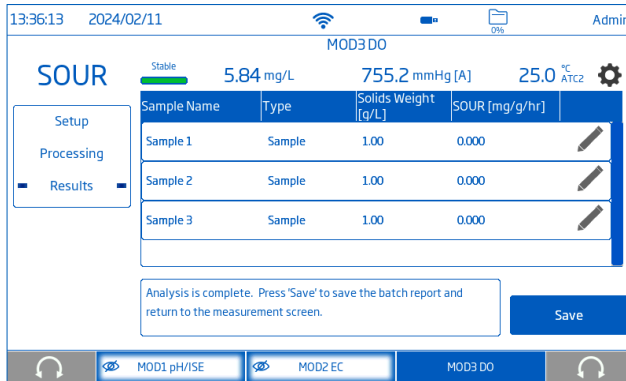 13:36:13 2024/02/11 0% Admin
MOD3 DO
SOUR Stable 5.84 mg/L 755.2 mmHg [A] 25.0 °C ATC2
Setup
Processing
Results
Sample Name Type Solids Weight [g/L] SOUR [mg/g/hr]
Sample 1 Sample 1.00 0.000
Sample 2 Sample 1.00 0.000
Sample 3 Sample 1.00 0.000
Analysis is complete. Press 'Save' to save the batch report and
return to the measurement screen.
Save
MOD1 pH/ISE MOD2 EC MOD3 DO